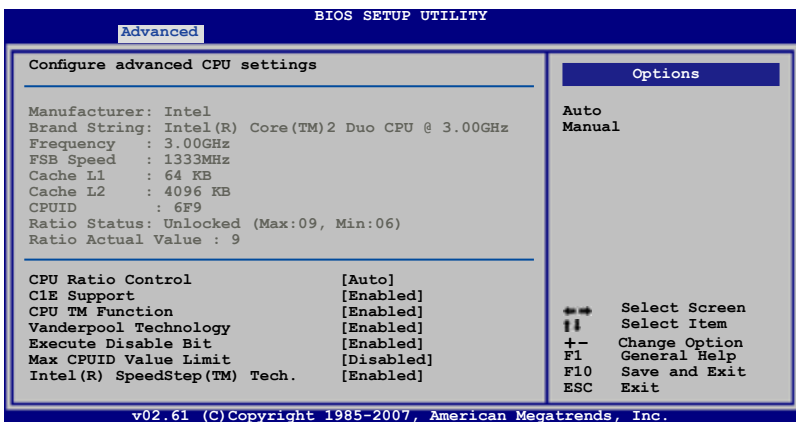 BIOS SETUP UTILITY
Advanced
Configure advanced CPU settings
Manufacturer: Intel
Brand String: Intel(R) Core(TM)2 Duo CPU @ 3.00GHz
Frequency : 3.00GHz
FSB Speed : 1333MHz
Cache L1 : 64 KB
Cache L2 : 4096 KB
CPUID : 6F9
Ratio Status: Unlocked (Max:09, Min:06)
Ratio Actual Value : 9
CPU Ratio Control [Auto]
C1E Support [Enabled]
CPU TM Function [Enabled]
Vanderpool Technology [Enabled]
Execute Disable Bit [Enabled]
Max CPUID Value Limit [Disabled]
Intel(R) SpeedStep(TM) Tech. [Enabled]
Options
Auto
Manual
←→ Select Screen
↑↓ Select Item
+- Change Option
F1 General Help
F10 Save and Exit
ESC Exit
v02.61 (C)Copyright 1985-2007, American Megatrends, Inc.